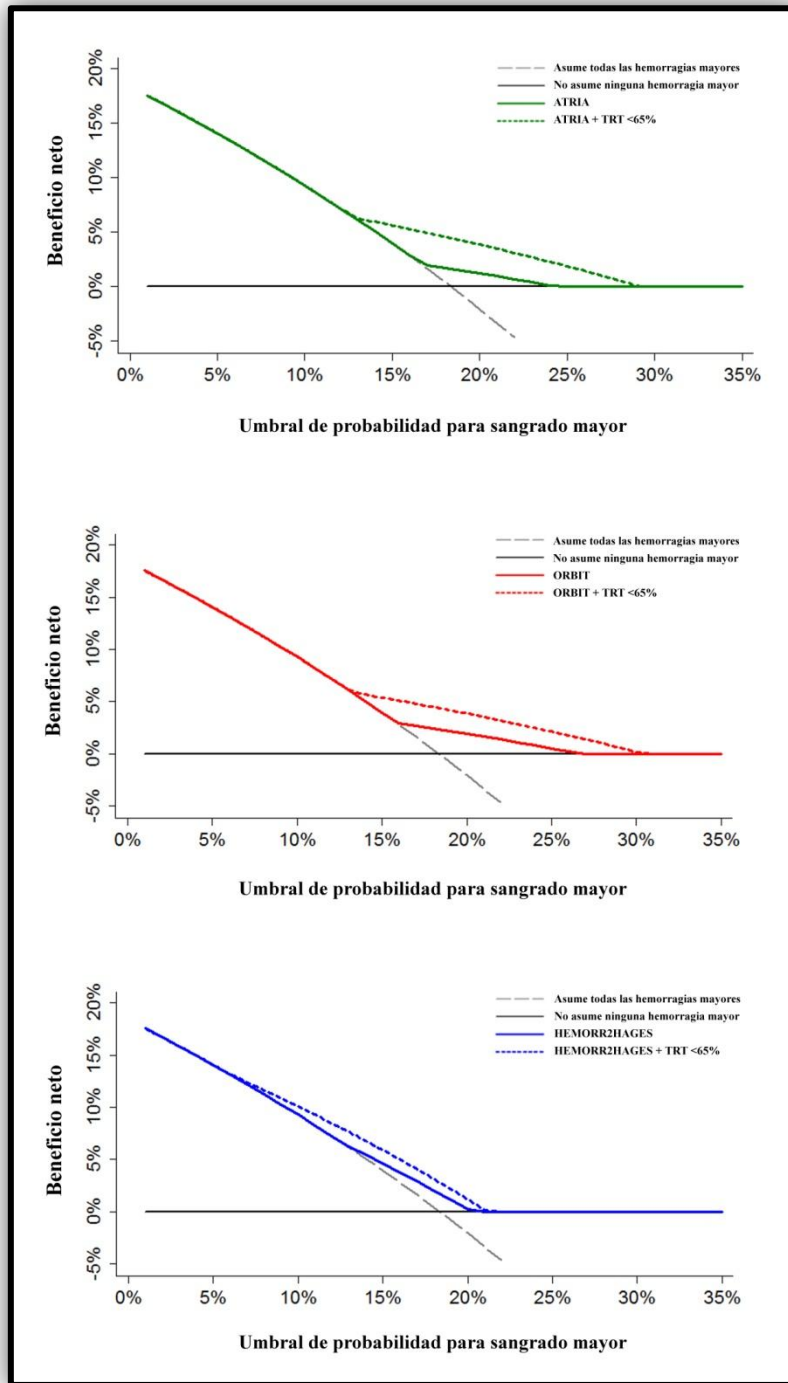 Asume todas las hemorragias mayores
No asume ninguna hemorragia mayor
ATRIA
ATRIA + TRT <65%
Beneficio neto
20%
15%
10%
5%
0%
-5%
0% 5% 10% 15% 20% 25% 30% 35%
Umbral de probabilidad para sangrado mayor
Asume todas las hemorragias mayores
No asume ninguna hemorragia mayor
ORBIT
ORBIT + TRT <65%
Beneficio neto
20%
15%
10%
5%
0%
-5%
0% 5% 10% 15% 20% 25% 30% 35%
Umbral de probabilidad para sangrado mayor
Asume todas las hemorragias mayores
No asume ninguna hemorragia mayor
HEMORR2HAGES
HEMORR2HAGES + TRT <65%
Beneficio neto
20%
15%
10%
5%
0%
-5%
0% 5% 10% 15% 20% 25% 30% 35%
Umbral de probabilidad para sangrado mayor